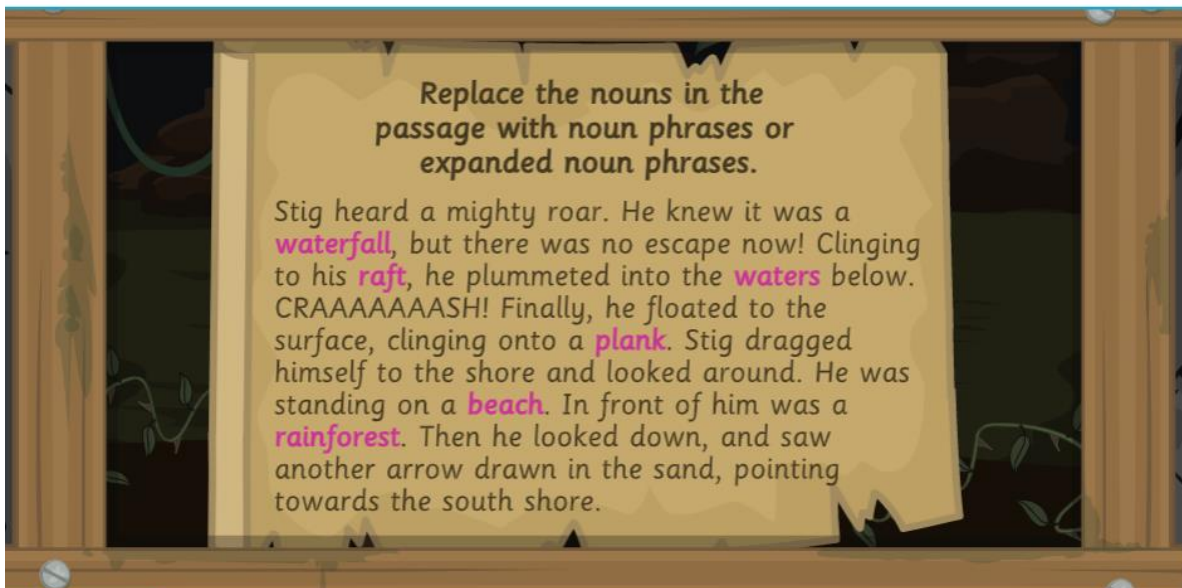 Replace the nouns in the
passage with noun phrases or
expanded noun phrases.
Stig heard a mighty roar. He knew it was a
waterfall, but there was no escape now! Clinging
to his raft, he plummeted into the waters below.
CRAAAAAAASH! Finally, he floated to the
surface, clinging onto a plank. Stig dragged
himself to the shore and looked around. He was
standing on a beach. In front of him was a
rainforest. Then he looked down, and saw
another arrow drawn in the sand, pointing
towards the south shore.